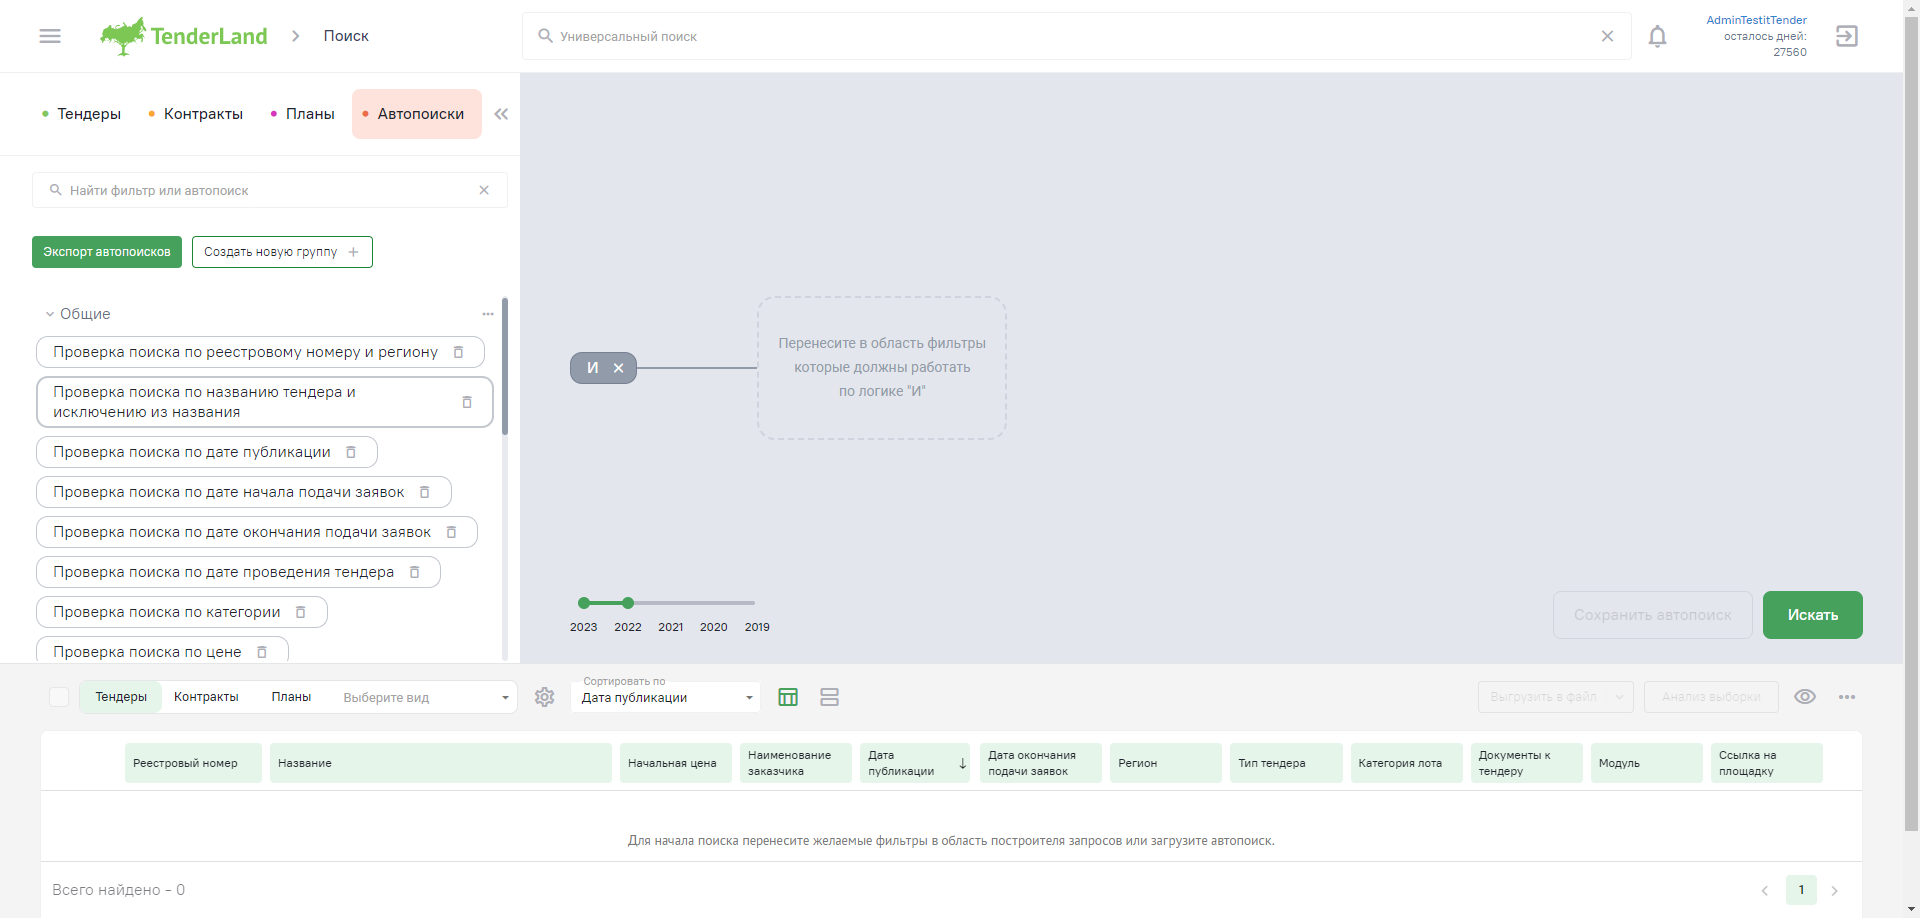 TenderLand
Поиск
Универсальный поиск
AdminTestitTender
осталось дней:
27560
Тендеры
Контракты
Планы
Автопоиски
Найти фильтр или автопоиск
Экспорт автопоисков
Создать новую группу
Общие
Проверка поиска по реестровому номеру и региону
Проверка поиска по названию тендера и
исключению из названия
Проверка поиска по дате публикации
Проверка поиска по дате начала подачи заявок
Проверка поиска по дате окончания подачи заявок
Проверка поиска по дате проведения тендера
Проверка поиска по категории
Проверка поиска по цене
И
Перенесите в область фильтры
которые должны работать
по логике "И"
2023 2022 2021 2020 2019
Сохранить автопоиск
Искать
Тендеры
Контракты
Планы
Выберите вид
Сортировать по
Дата публикации
Выгрузить в файл
Анализ выборки
Реестровый номер
Название
Начальная цена
Наименование
заказчика
Дата
публикации
Дата окончания
подачи заявок
Регион
Тип тендера
Категория лота
Документы к
тендеру
Модуль
Ссылка на
площадку
Для начала поиска перенесите желаемые фильтры в область построителя запросов или загрузите автопоиск.
Всего найдено - 0
1